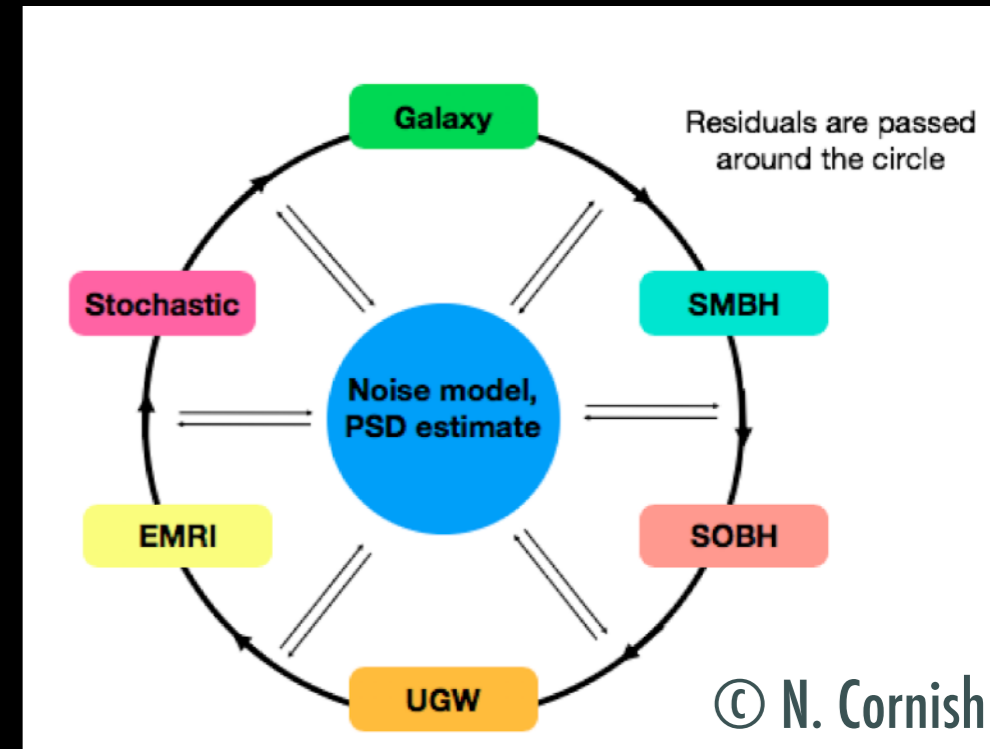 Galaxy
Residuals are passed
around the circle
Stochastic
SMBH
Noise model,
PSD estimate
EMRI
SOBH
UGW
© N. Cornish